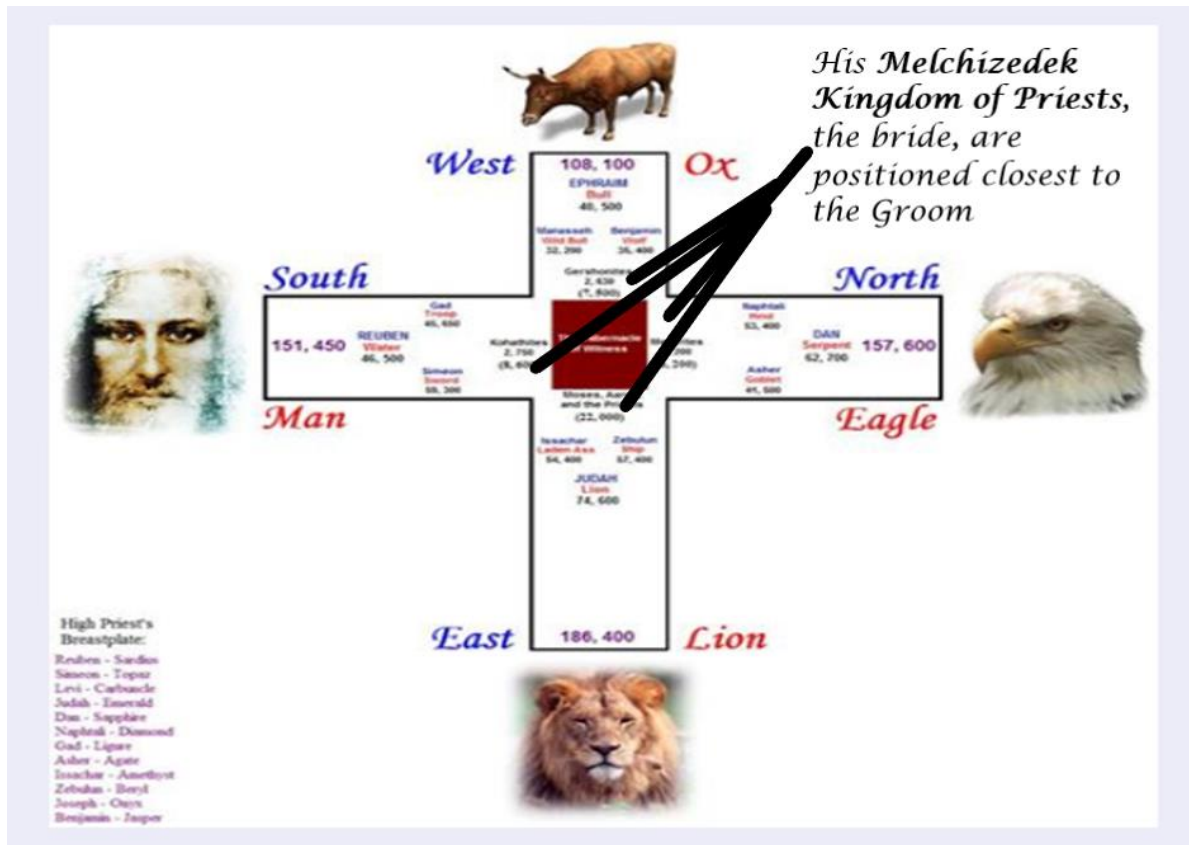 His Melchizedek
Kingdom of Priests,
the bride, are
positioned closest to
the Groom
West
108, 100
Ox
EPHRAIM
Bull
40, 500
Manasseh
Wild Bull
32, 200
Benjamin
Wolf
35, 400
Gershonites
2, 630
(7, 500)
South
North
151, 450
REUBEN
Water
46, 500
Gad
Troop
45, 650
Simeon
Sword
59, 300
Kohathites
2, 750
Witness
200
200)
Naphtali
Hind
53, 400
DAN
Serpent
62, 700
157, 600
Asher
Goblet
41, 500
Man
Eagle
Moses,
and the
(22, 000)
Issachar
Laden Ass
54, 400
Zebulun
Ship
57, 400
JUDAH
Lion
74, 600
East
186, 400
Lion
High Priest's
Breastplate:
Reuben - Sardius
Simeon - Topaz
Levi - Carbuncle
Judah - Emerald
Dan - Sapphire
Naphtali - Diamond
Gad - Ligure
Asher - Agate
Issachar - Amethyst
Zebulun - Beryl
Joseph - Onyx
Benjamin - Jasper